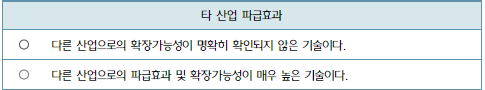 타 산업 파급효과
○ 다른 산업으로의 확장가능성이 명확히 확인되지 않은 기술이다.
○ 다른 산업으로의 파급효과 및 확장가능성이 매우 높은 기술이다.